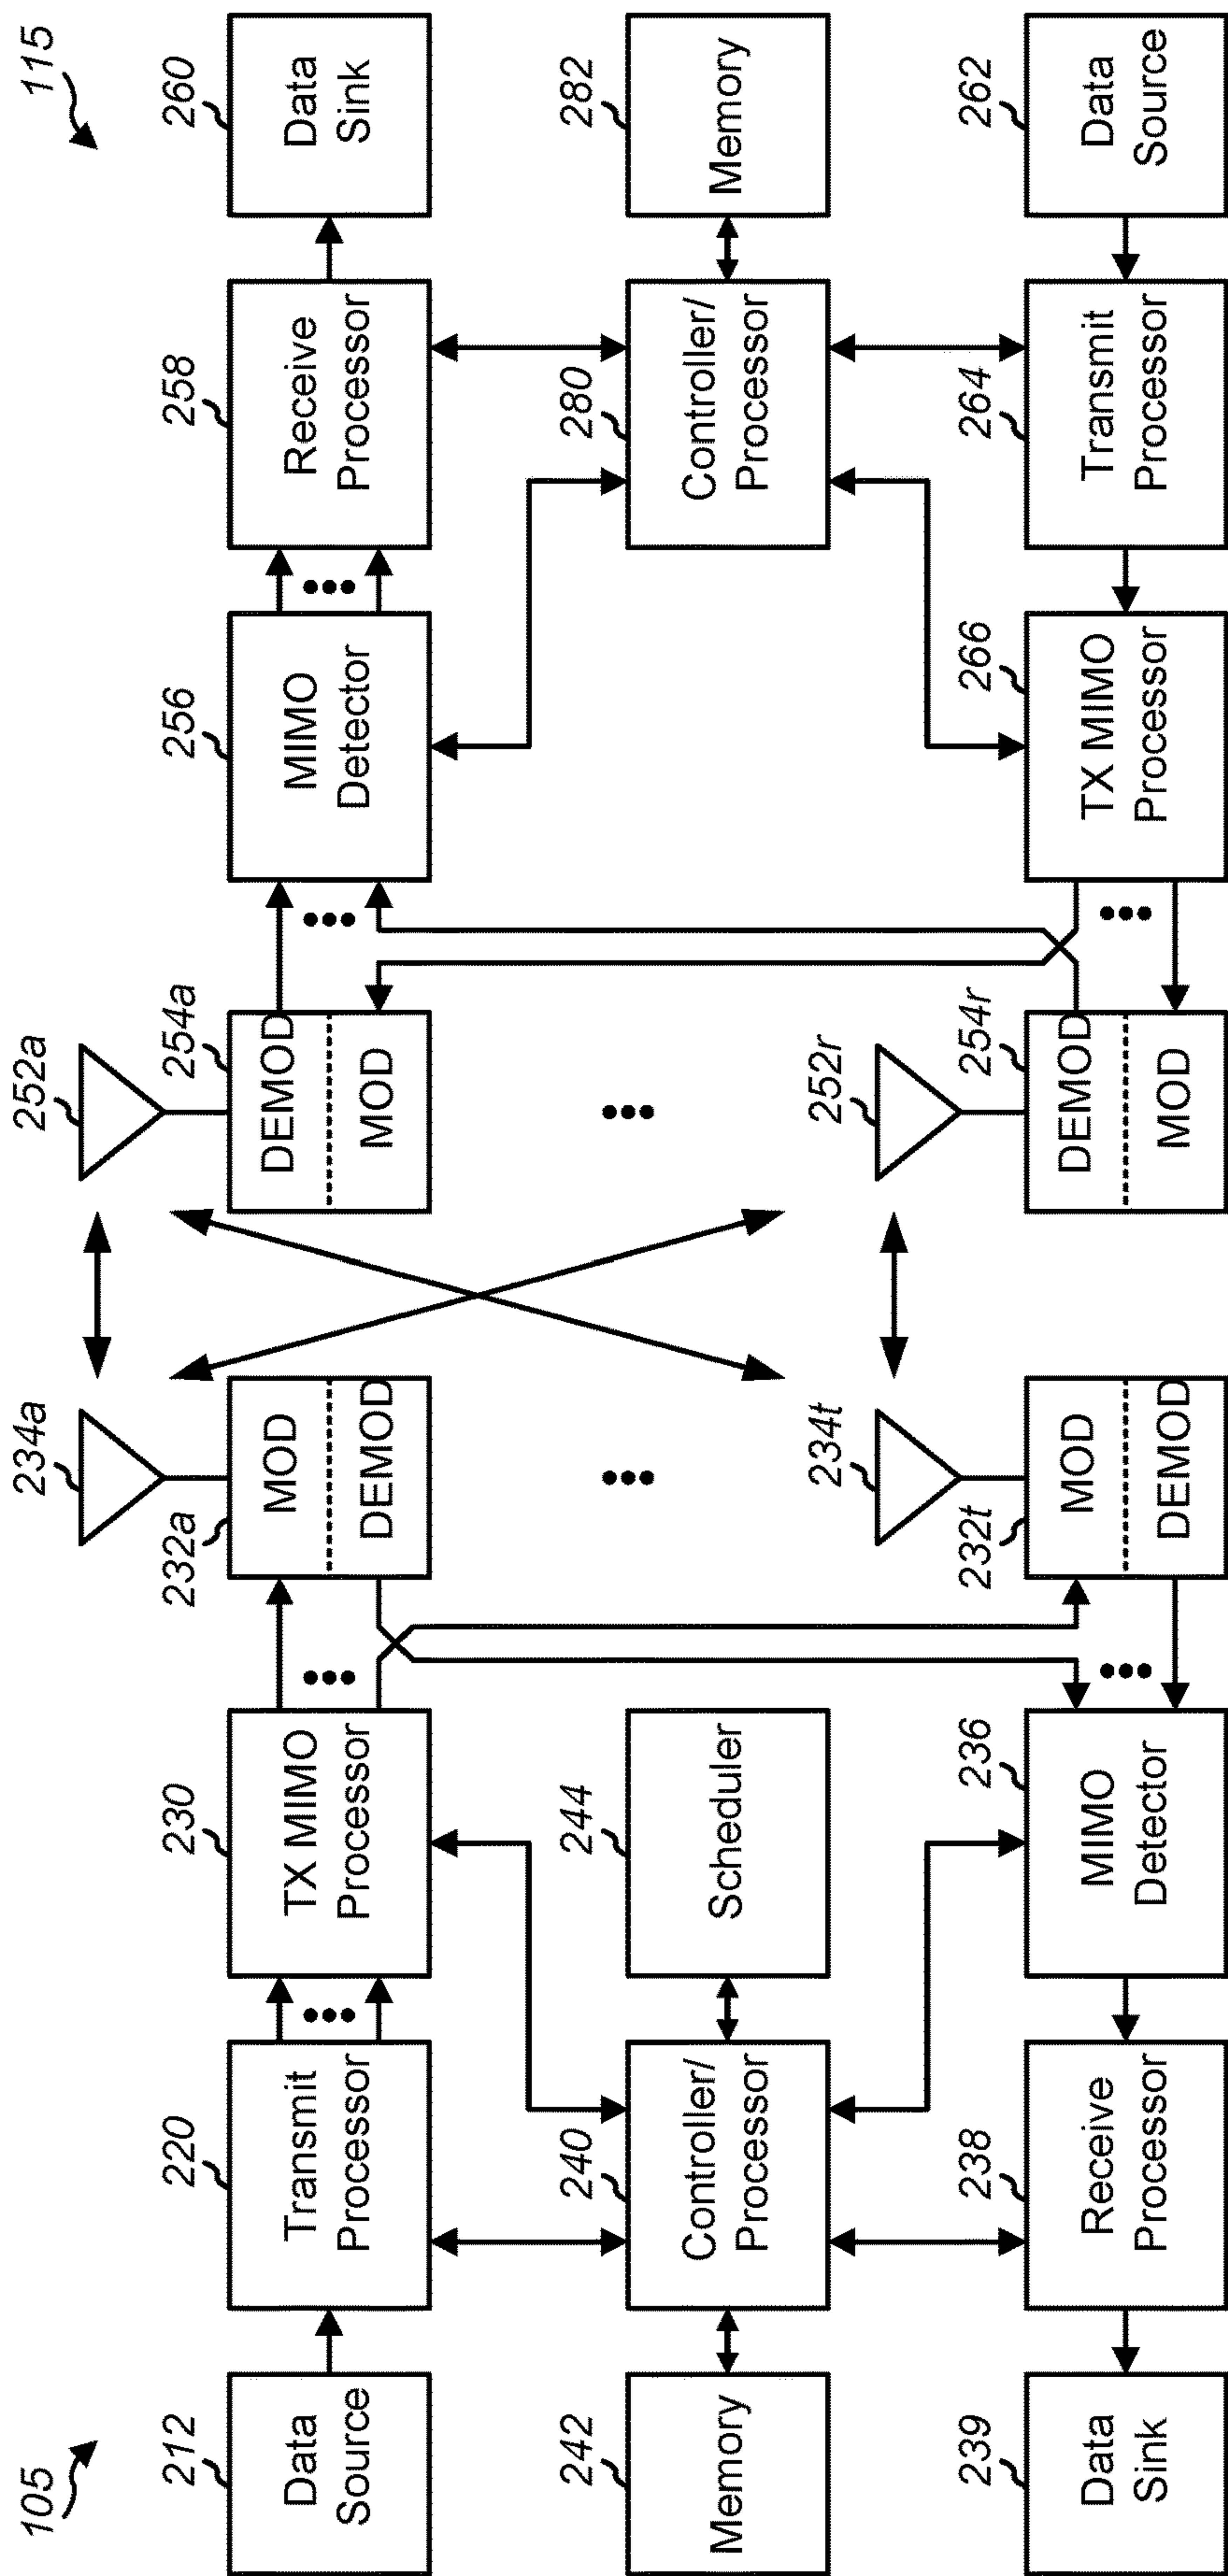 105
115
212
Data
Source
220
Transmit
Processor
230
TX MIMO
Processor
•••
•••
232a
MOD
DEMOD
234a
252a
254a
DEMOD
MOD
•••
256
MIMO
Detector
•••
258
Receive
Processor
260
Data
Sink
242
Memory
240
Controller/
Processor
244
Scheduler
•••
•••
280
Controller/
Processor
282
Memory
239
Data
Sink
238
Receive
Processor
236
MIMO
Detector
•••
232t
MOD
DEMOD
234t
252r
254r
DEMOD
MOD
•••
266
TX MIMO
Processor
264
Transmit
Processor
262
Data
Source